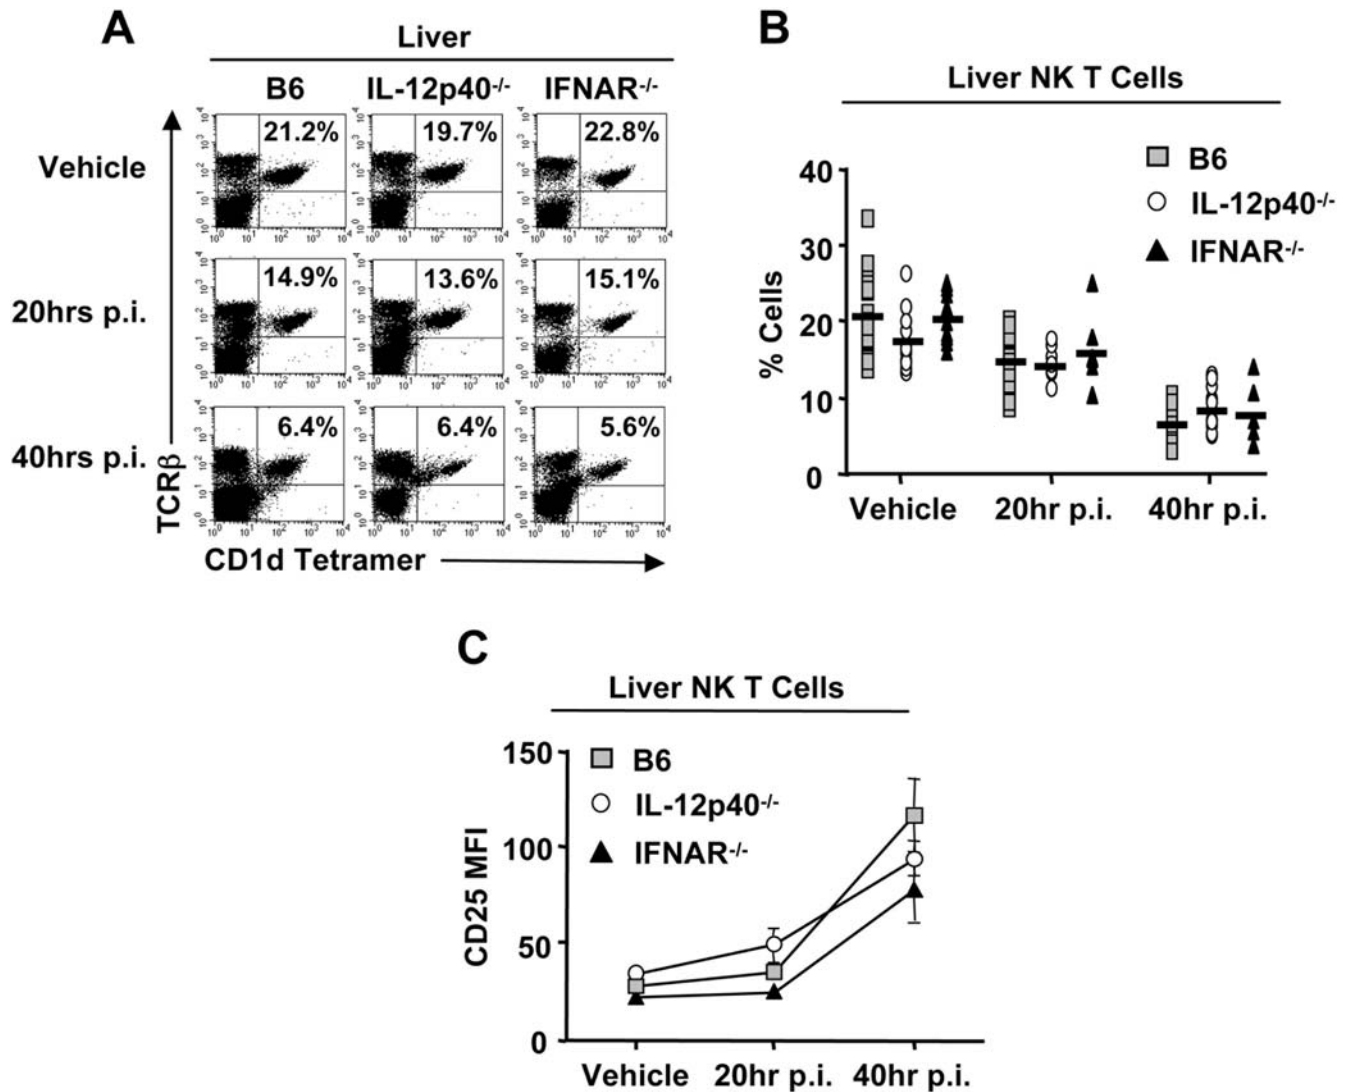 A
Liver
B6 IL-12p40-/- IFNAR-/-
Vehicle
21.2% 19.7% 22.8%
20hrs p.i.
14.9% 13.6% 15.1%
40hrs p.i.
6.4% 6.4% 5.6%
TCRβ
CD1d Tetramer
B
Liver NK T Cells
B6
IL-12p40-/-
IFNAR-/-
% Cells
40
30
20
10
0
Vehicle 20hr p.i. 40hr p.i.
C
Liver NK T Cells
B6
IL-12p40-/-
IFNAR-/-
CD25 MFI
150
100
50
0
Vehicle 20hr p.i. 40hr p.i.